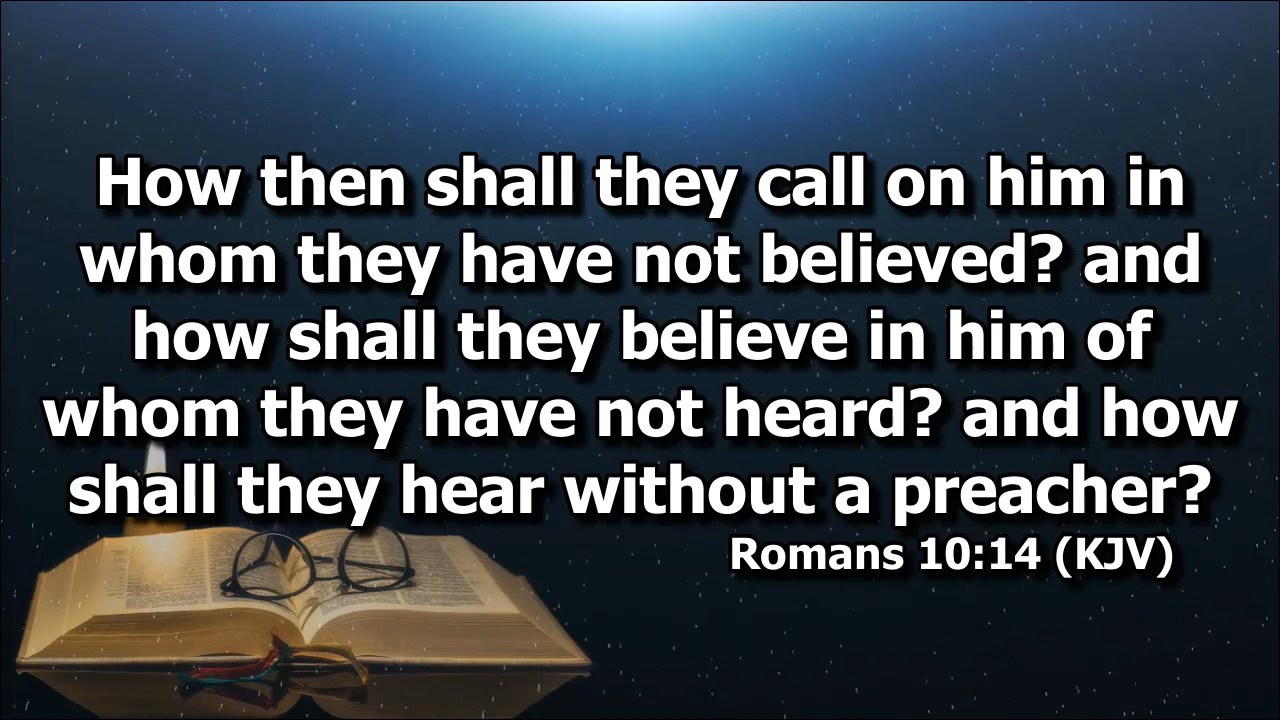 How then shall they call on him in
whom they have not believed? and
how shall they believe in him of
whom they have not heard? and how
shall they hear without a preacher?
Romans 10:14 (KJV)